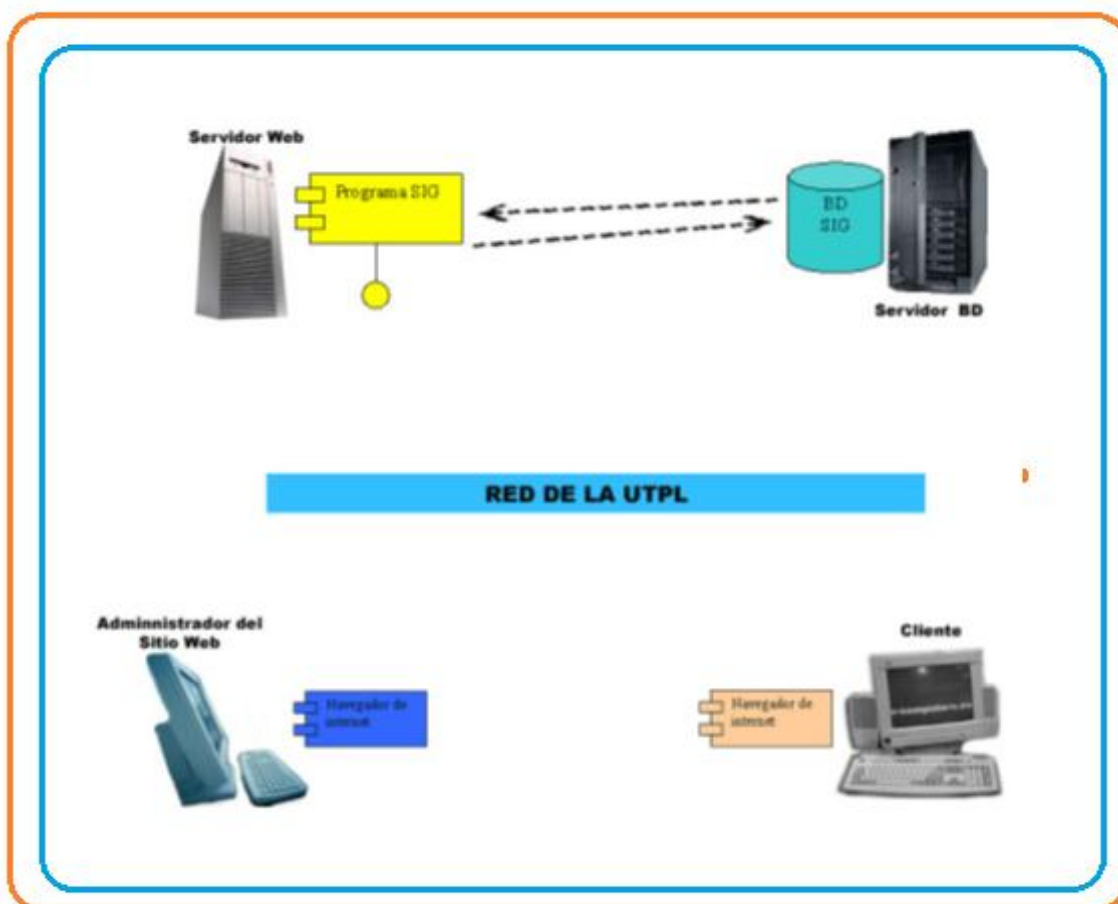 Servidor Web
Programa SIG
BD
SIG
Servidor BD
RED DE LA UTPL
Adminnistrador del
Sitio Web
Cliente
Navegador de
internet
Navegador de
internet